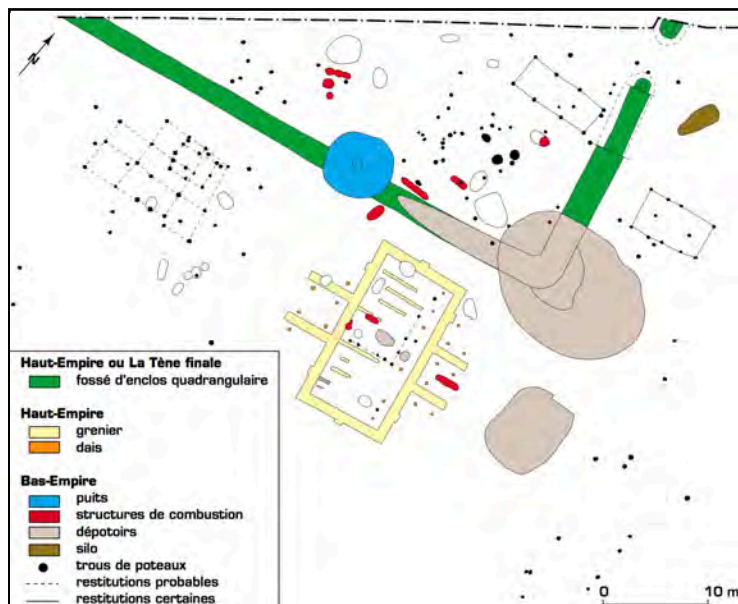 N
Haut-Empire ou La Tène finale
fossé d'enclos quadrangulaire
Haut-Empire
grenier
dais
Bas-Empire
puits
structures de combustion
dépotoirs
silo
trous de poteaux
restitutions probables
restitutions certaines
0 10 m